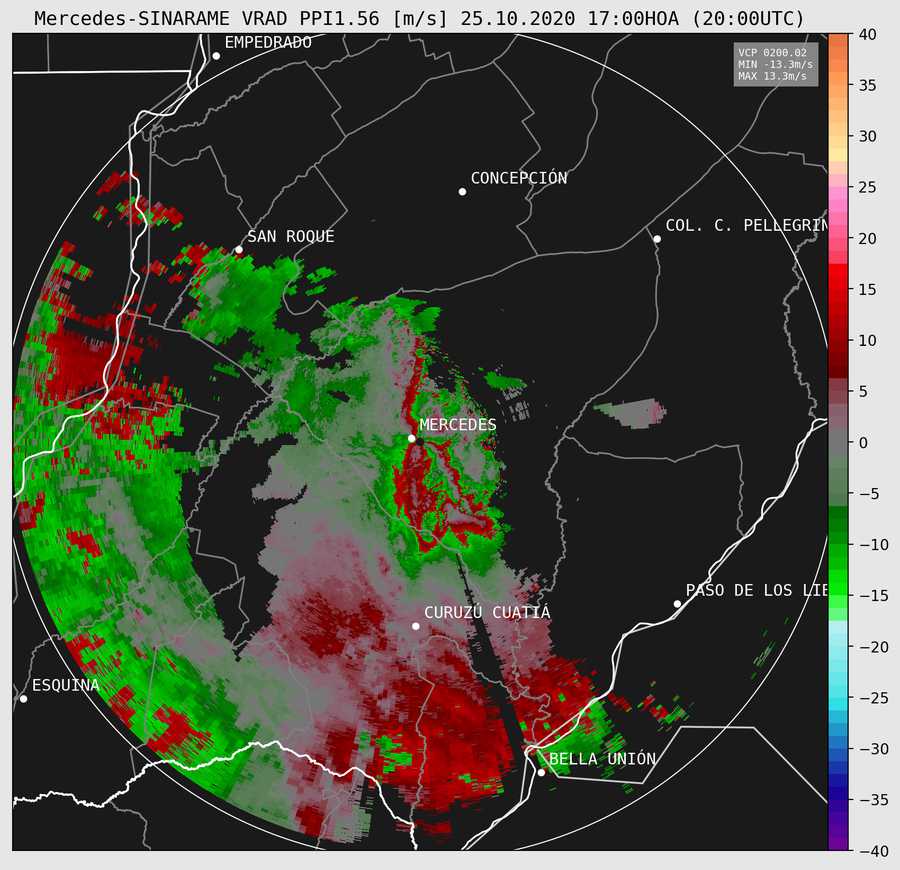 Mercedes-SINARAME VRAD PPI1.56 [m/s] 25.10.2020 17:00HOA (20:00UTC)
VCP 0200.02
MIN -13.3m/s
MAX 13.3m/s
EMPEDRADO
CONCEPCIÓN
COL. C. PELLEGRIN
SAN ROQUE
MERCEDES
PASO DE LOS LIE
CURUZÚ CUATIÁ
ESQUINA
BELLA UNIÓN
40
35
30
25
20
15
10
5
0
−5
−10
−15
−20
−25
−30
−35
−40